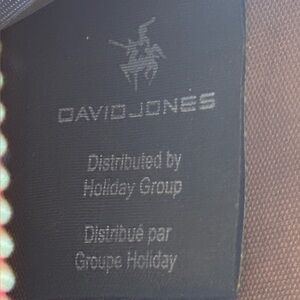 DAVIDJONES
Distributed by
Holiday Group
Distribué par
Groupe Holiday